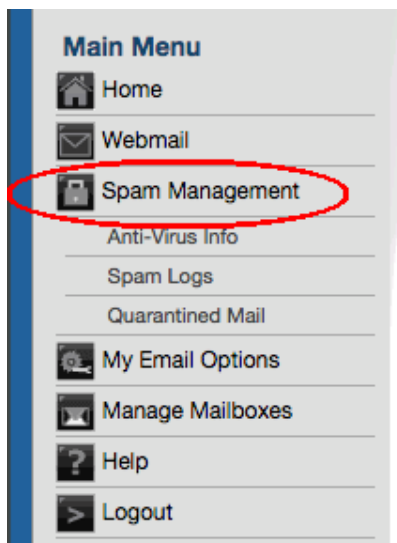 Main Menu
Home
Webmail
Spam Management
Anti-Virus Info
Spam Logs
Quarantined Mail
My Email Options
Manage Mailboxes
Help
Logout